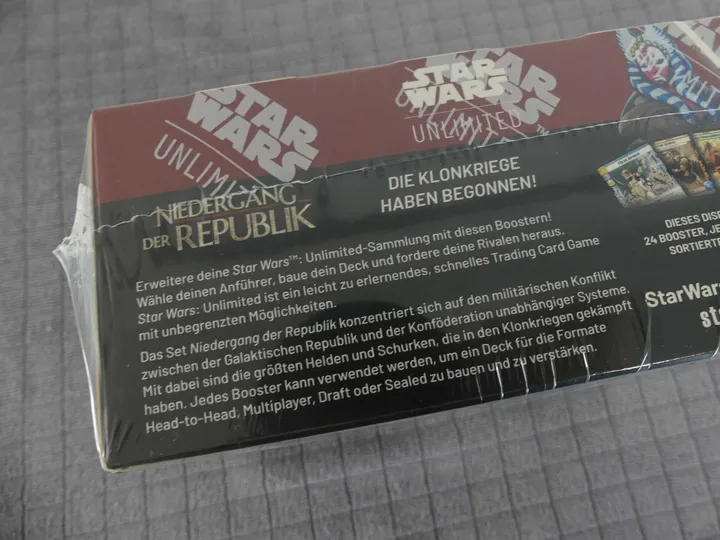 STAR WARS
UNLIMITED
STAR WARS
UNLIMITED™
NIEDERGANG
DER REPUBLIK
DIE KLONKRIEGE
HABEN BEGONNEN!
Erweitere deine Star Wars™: Unlimited-Sammlung mit diesen Boostern!
Wähle deinen Anführer, baue dein Deck und fordere deine Rivalen heraus.
Star Wars: Unlimited ist ein leicht zu erlernendes, schnelles Trading Card Game
mit unbegrenzten Möglichkeiten.
Das Set Niedergang der Republik konzentriert sich auf den militärischen Konflikt
zwischen der Galaktischen Republik und der Konföderation unabhängiger Systeme.
Mit dabei sind die größten Helden und Schurken, die in den Klonkriegen gekämpft
haben. Jedes Booster kann verwendet werden, um ein Deck für die Formate
Head-to-Head, Multiplayer, Draft oder Sealed zu bauen und zu verstärken.
DIESES
24 BOOSTER,
StarWars